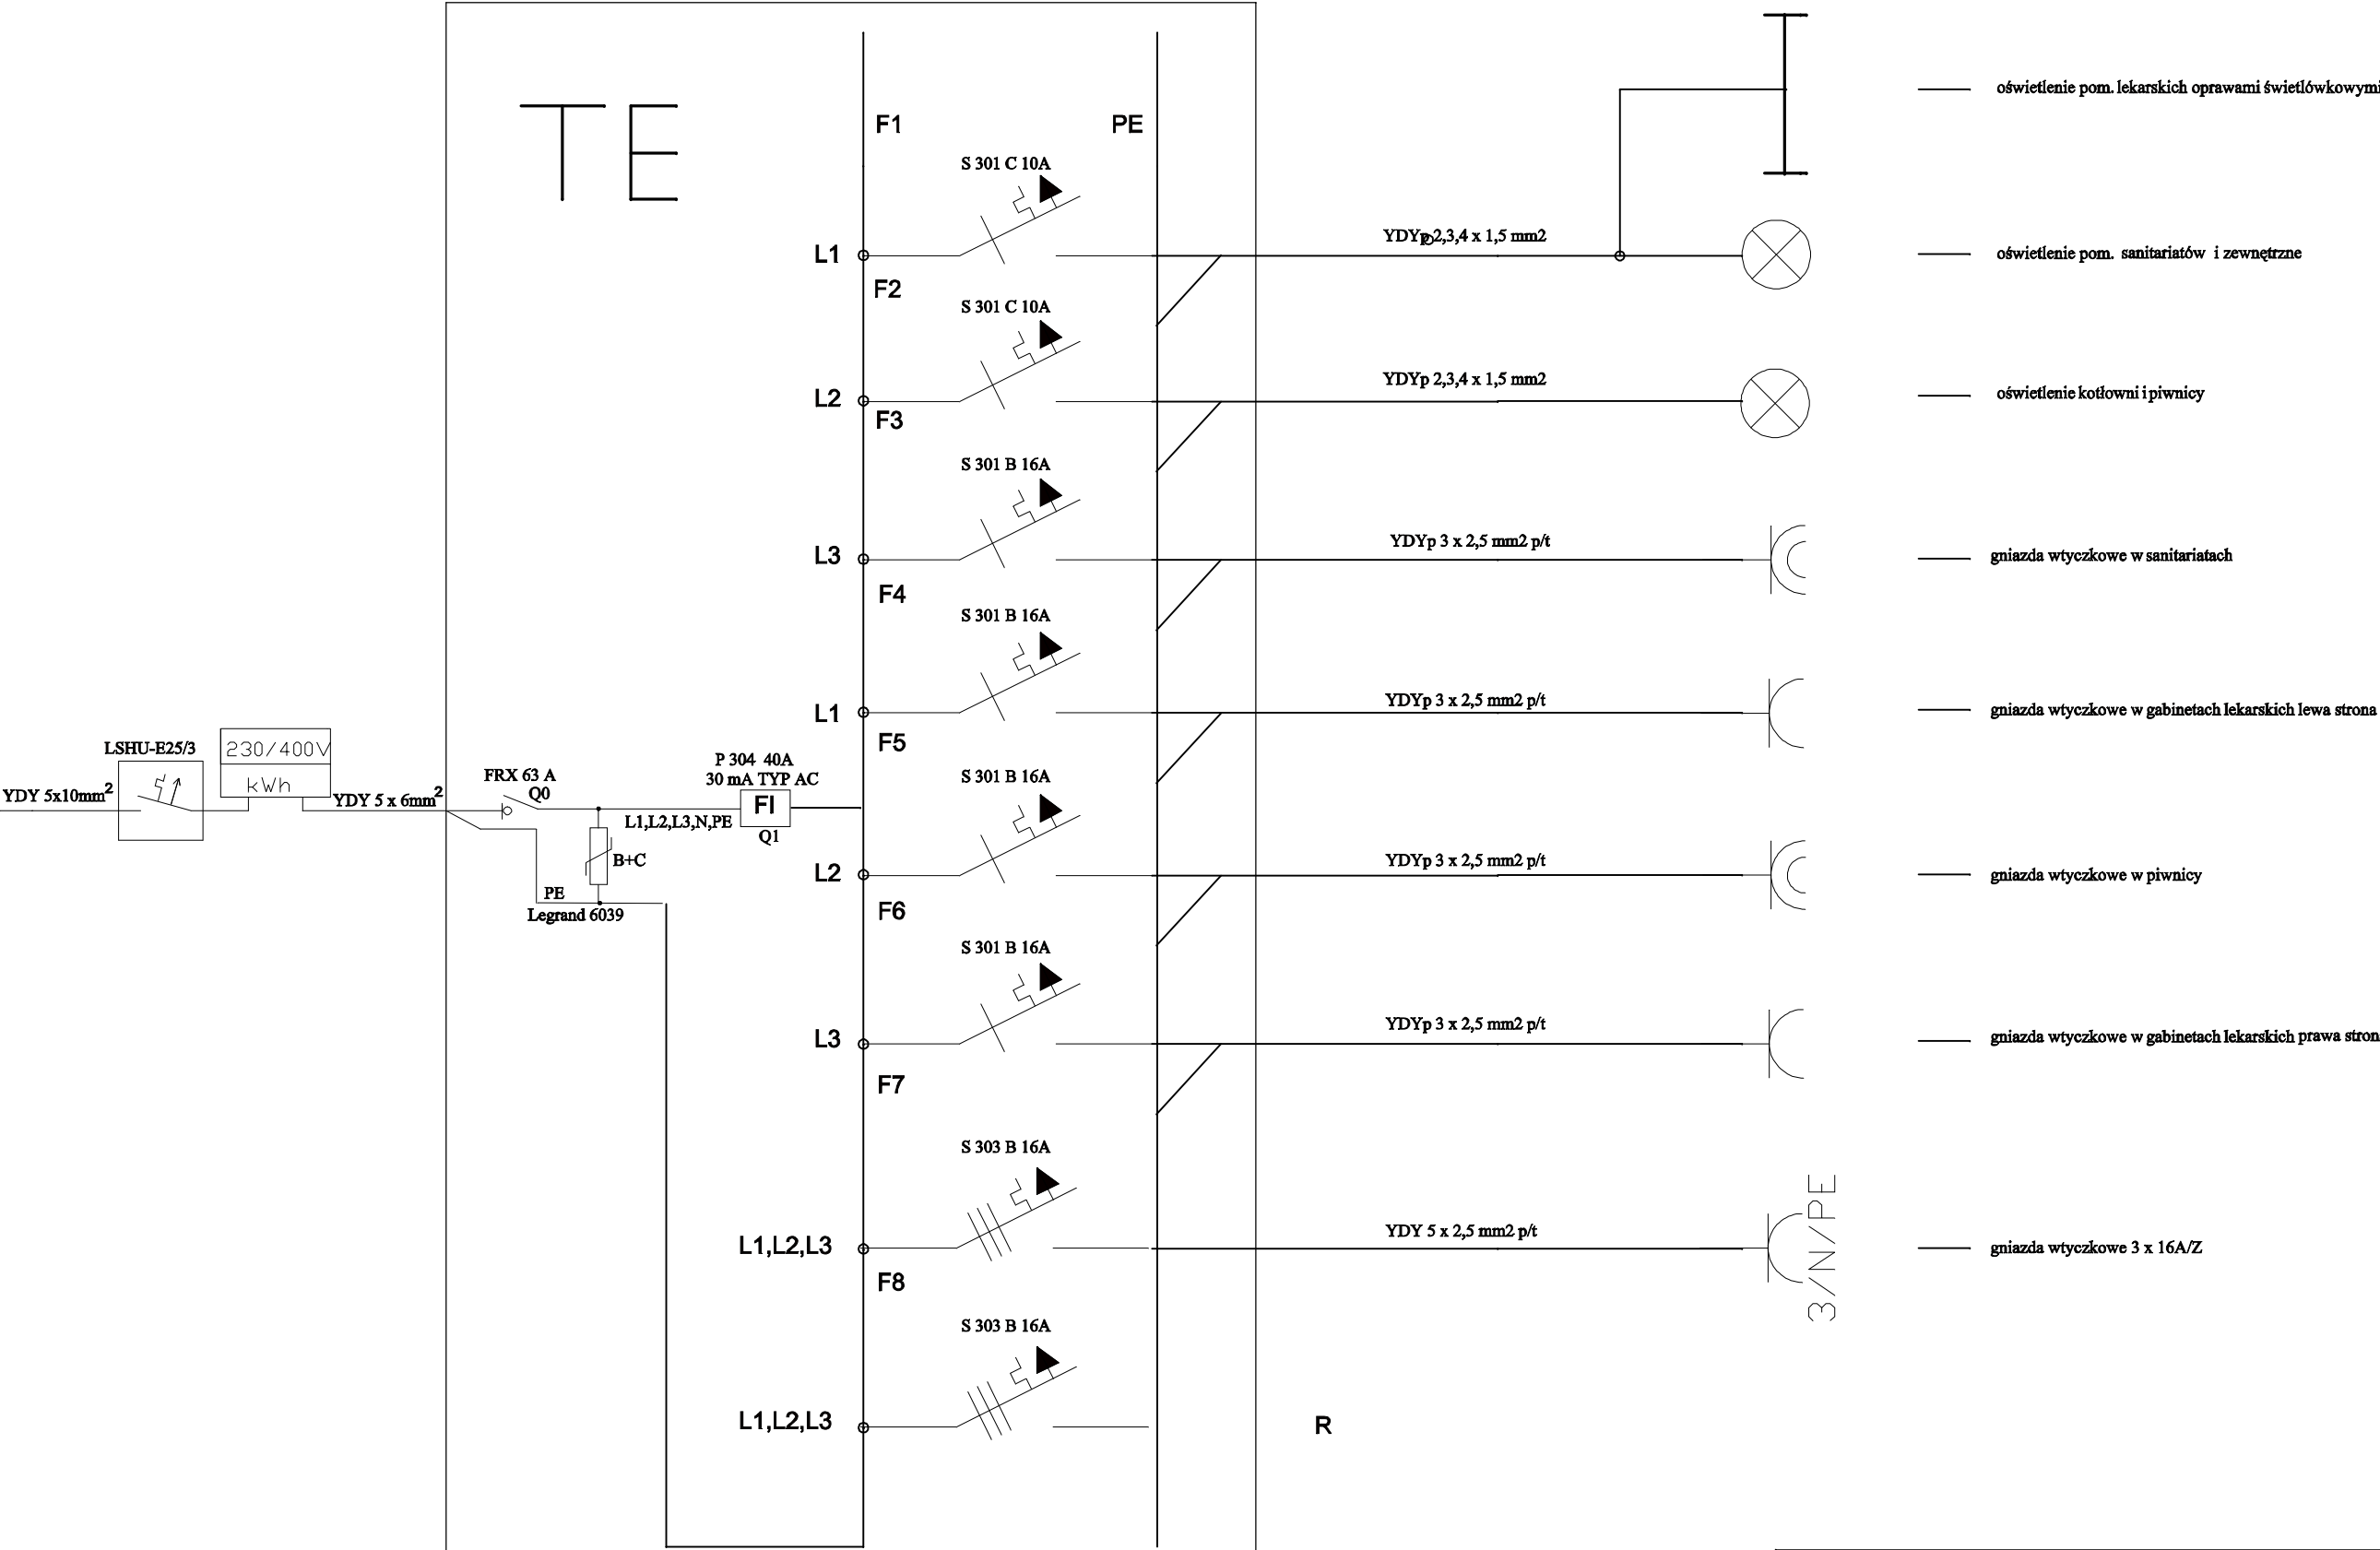 TE
F1
PE
oświetlenie pom. lekarskich oprawami świetlówkowymi
S 301 C 10A
L1
YDYp 2,3,4 x 1,5 mm2
oświetlenie pom. sanitariatów i zewnętrzne
F2
S 301 C 10A
L2
YDYp 2,3,4 x 1,5 mm2
oświetlenie kotłowni i piwnicy
F3
S 301 B 16A
L3
YDYp 3 x 2,5 mm2 p/t
gniazda wtyczkowe w sanitariatach
F4
S 301 B 16A
L1
YDYp 3 x 2,5 mm2 p/t
gniazda wtyczkowe w gabinetach lekarskich lewa strona
F5
S 301 B 16A
L2
YDYp 3 x 2,5 mm2 p/t
gniazda wtyczkowe w piwnicy
YDY 5x10mm2
LSHU-E25/3
230/400V
kWh
YDY 5 x 6mm2
FRX 63 A
Q0
L1,L2,L3,N,PE
P 304 40A
30 mA TYP AC
FI
Q1
B+C
PE
Legrand 6039
F6
S 301 B 16A
L3
YDYp 3 x 2,5 mm2 p/t
gniazda wtyczkowe w gabinetach lekarskich prawa stron
F7
S 303 B 16A
L1,L2,L3
YDY 5 x 2,5 mm2 p/t
3/N/PE
gniazda wtyczkowe 3 x 16A/Z
F8
S 303 B 16A
L1,L2,L3
R